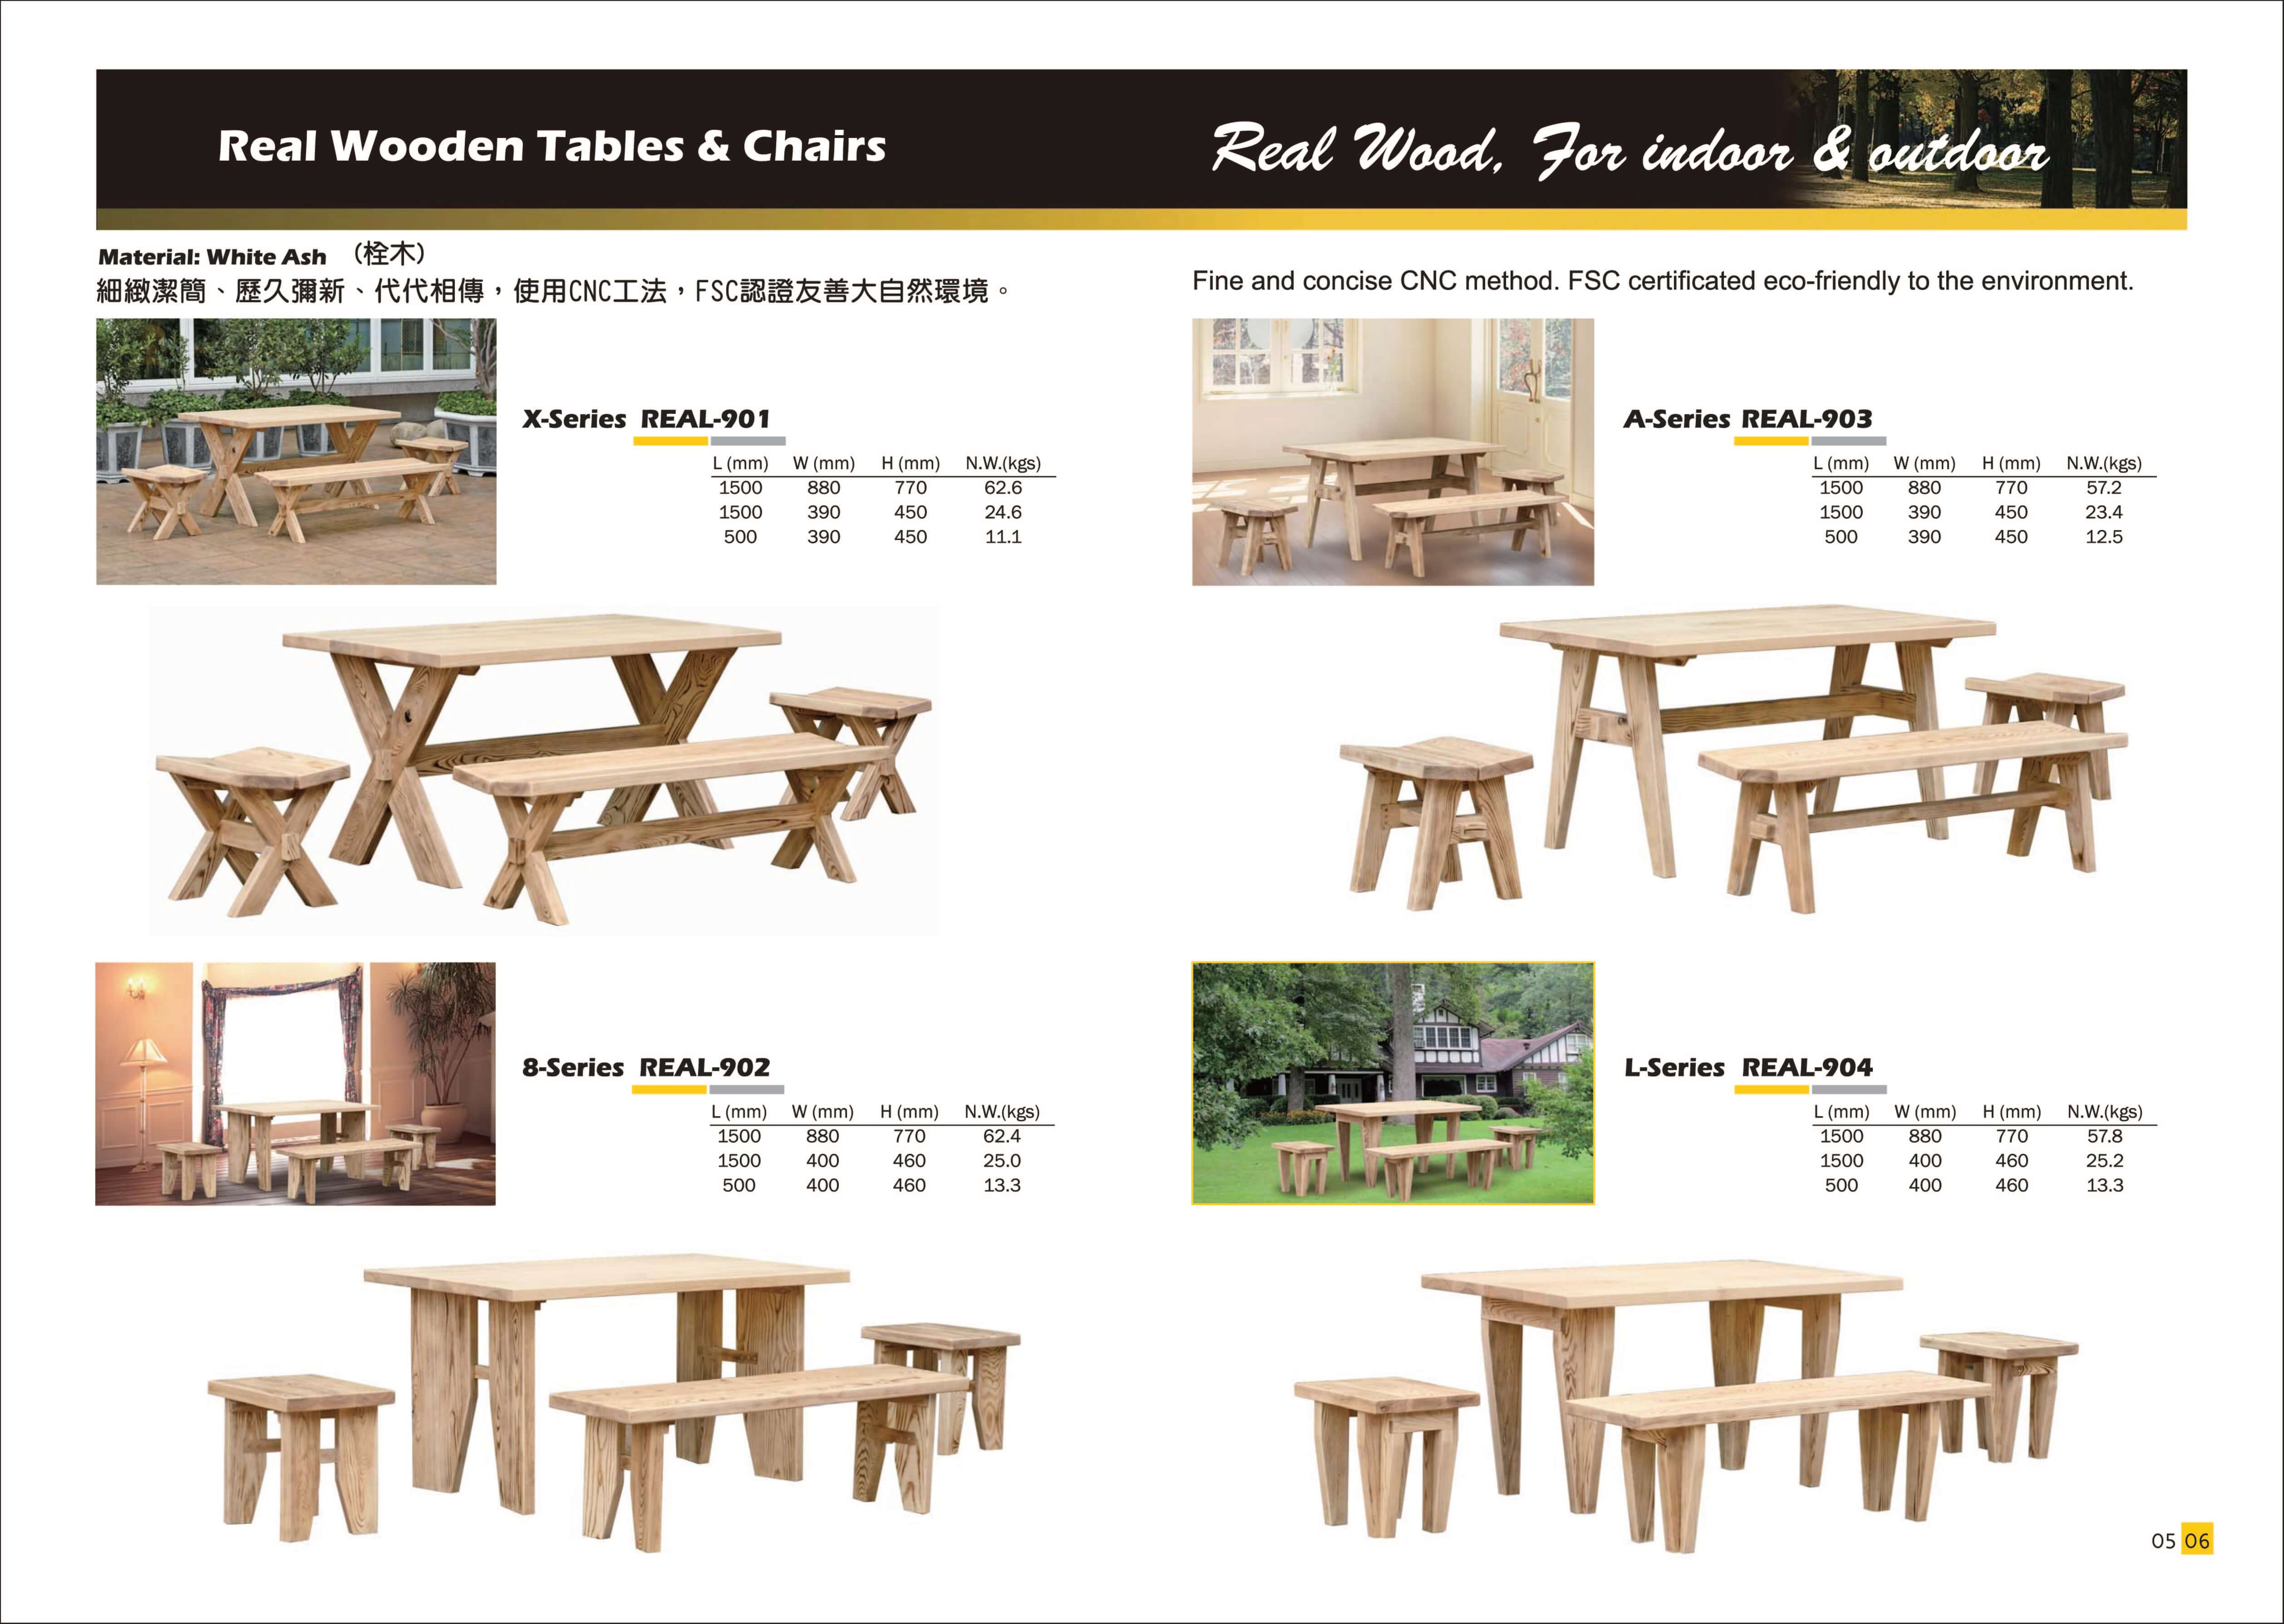 Real Wooden Tables & Chairs
Real Wood, For indoor & outdoor
Material: White Ash （栓木）
細緻潔簡、歷久彌新、代代相傳，使用CNC工法，FSC認證友善大自然環境。
Fine and concise CNC method. FSC certificated eco-friendly to the environment.
X-Series REAL-901
L (mm) W (mm) H (mm) N.W.(kgs)
1500 880 770 62.6
1500 390 450 24.6
500 390 450 11.1
A-Series REAL-903
L (mm) W (mm) H (mm) N.W.(kgs)
1500 880 770 57.2
1500 390 450 23.4
500 390 450 12.5
8-Series REAL-902
L (mm) W (mm) H (mm) N.W.(kgs)
1500 880 770 62.4
1500 400 460 25.0
500 400 460 13.3
L-Series REAL-904
L (mm) W (mm) H (mm) N.W.(kgs)
1500 880 770 57.8
1500 400 460 25.2
500 400 460 13.3
05 06